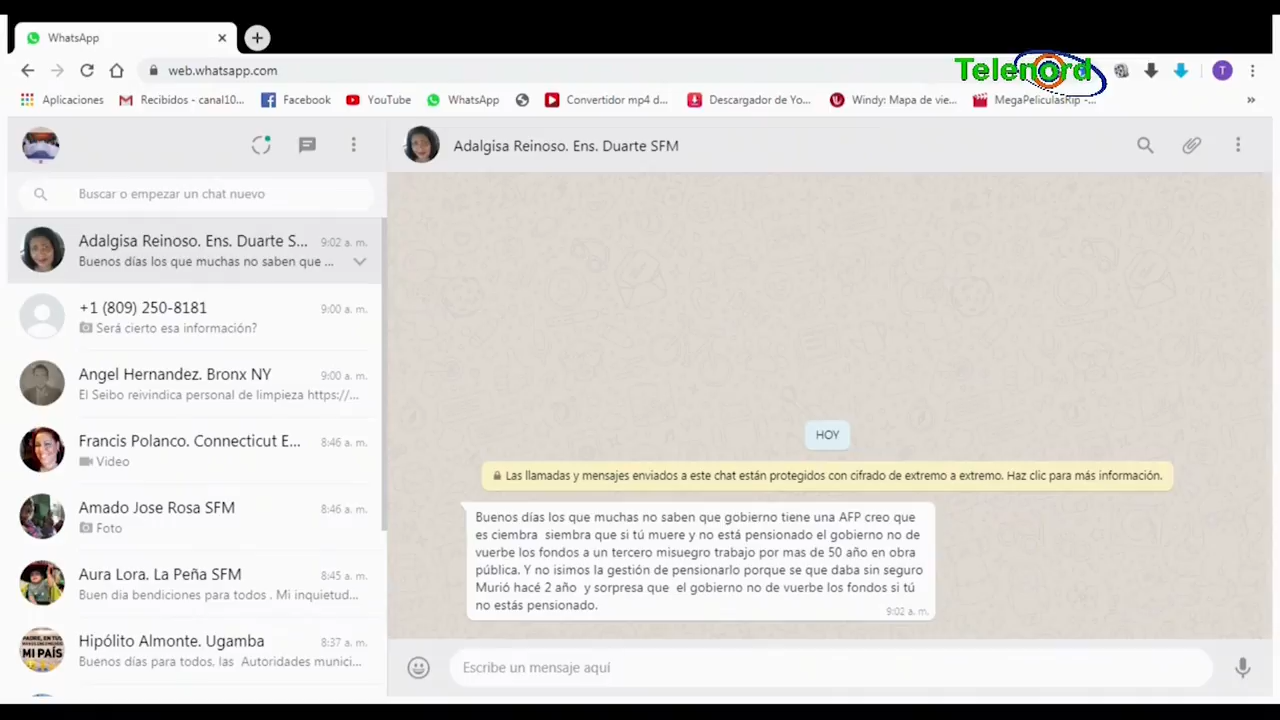 WhatsApp
Telenord
web.whatsapp.com
T
Aplicaciones
Recibidos - canal10...
Facebook
YouTube
WhatsApp
Convertidor mp4 d...
Descargador de Yo...
Windy: Mapa de vie...
MegaPeliculasRip -...
Adalgisa Reinoso. Ens. Duarte SFM
Buscar o empezar un chat nuevo
Adalgisa Reinoso. Ens. Duarte S... 9:02 a. m.
Buenos días los que muchas no saben que ...
+1 (809) 250-8181 9:00 a. m.
Será cierto esa información?
Angel Hernandez. Bronx NY 9:00 a. m.
El Seibo reivindica personal de limpieza https://...
Francis Polanco. Connecticut E... 8:46 a. m.
Video
Amado Jose Rosa SFM 8:46 a. m.
Foto
Aura Lora. La Peña SFM 8:45 a. m.
Buen dia bendiciones para todos . Mi inquietud...
MI PAÍS
Hipólito Almonte. Ugamba 8:37 a. m.
Buenos días para todos, las Autoridades munici...
HOY
Las llamadas y mensajes enviados a este chat están protegidos con cifrado de extremo a extremo. Haz clic para más información.
Buenos días los que muchas no saben que gobierno tiene una AFP creo que
es ciembra siembra que si tú muere y no está pensionado el gobierno no de
vuerbe los fondos a un tercero misuegro trabajo por mas de 50 año en obra
pública. Y no isimos la gestión de pensionarlo porque se que daba sin seguro
Murió hacé 2 año y sorpresa que el gobierno no de vuerbe los fondos si tú
no estás pensionado.
9:02 a. m.
Escribe un mensaje aquí